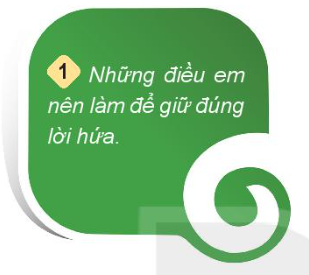 1 Những điều em
nên làm để giữ đúng
lời hứa.